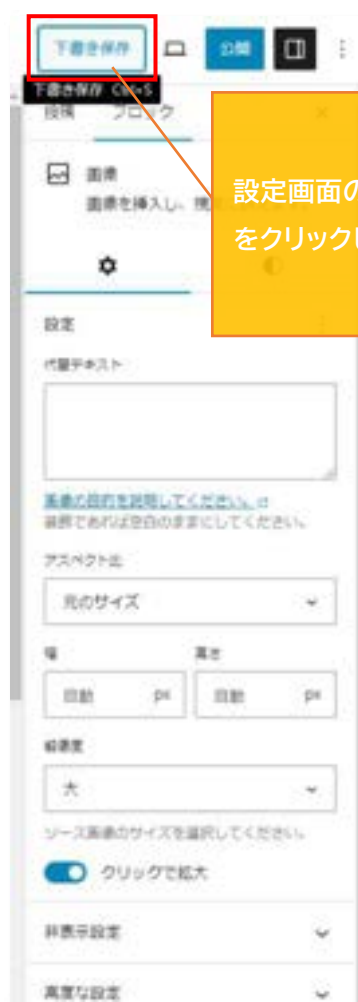 下書き保存 公開
下書き保存 Ctrl+S
投稿 ブロック
画像
画像を挿入し、
設定画面の
をクリック
設定
代替テキスト
画像の目的を説明してください。
装飾であれば空白のままにしてください。
アスペクト比
元のサイズ
幅 高さ
自動 px 自動 px
解像度
大
ソース画像のサイズを選択してください。
クリックで拡大
非表示設定
高度な設定